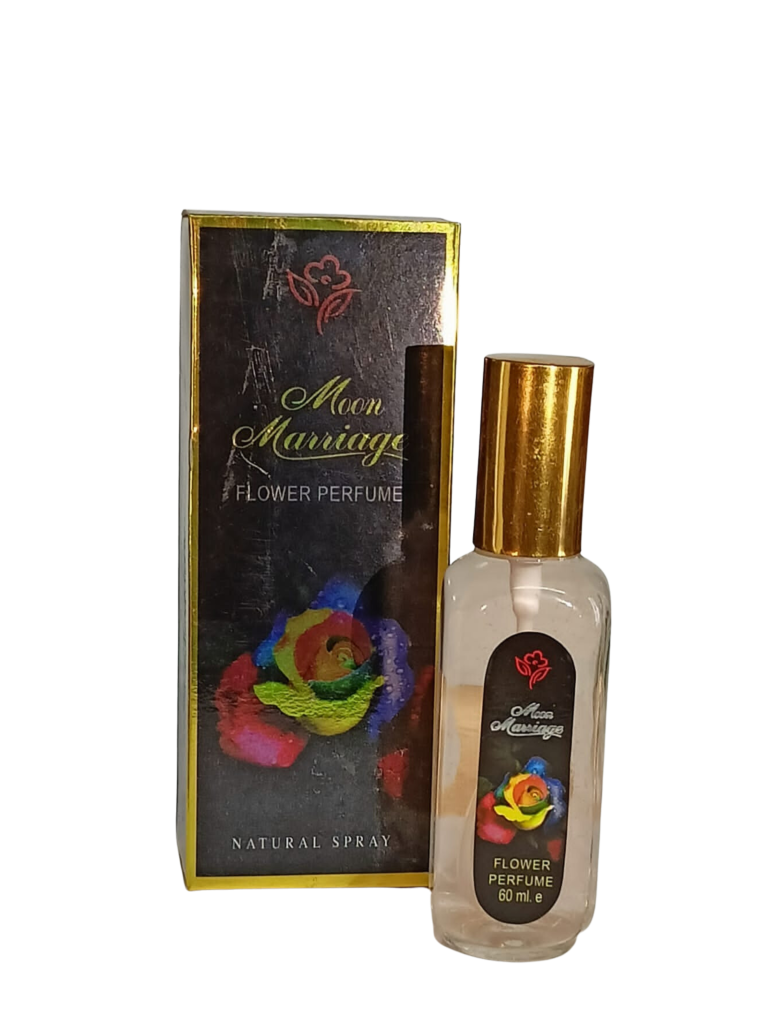 Moon
Marriage
FLOWER PERFUME
NATURAL SPRAY
Moon
Marriage
FLOWER
PERFUME
60 ml. e